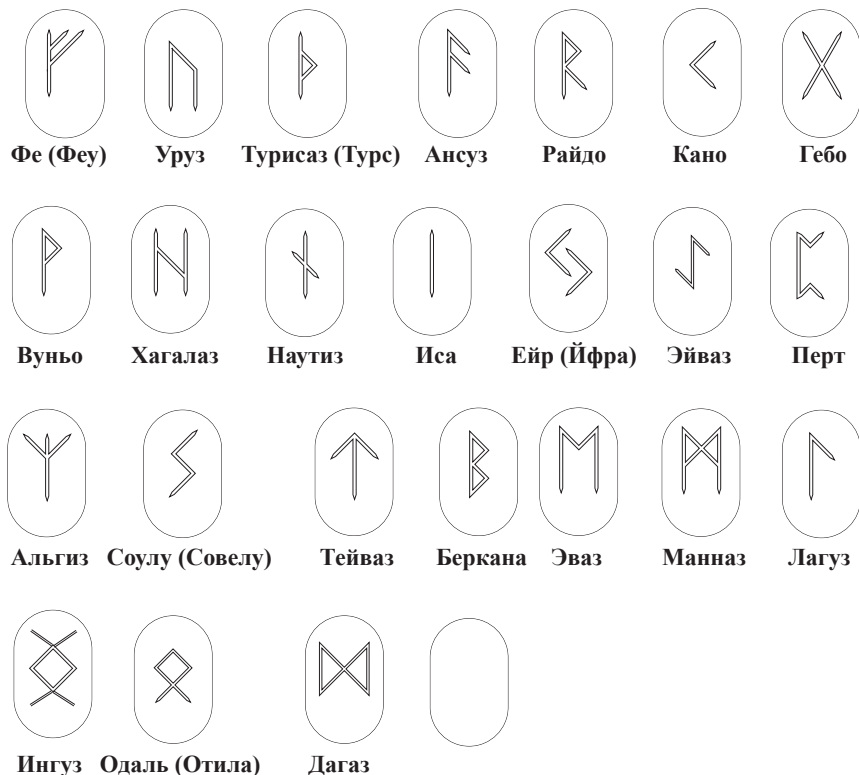 Фе (Феу) Уруз Турисаз (Турс) Ансуз Райдо Кано Гебо
Вуньо Хагалаз Наутиз Иса Ейр (Йфра) Эйваз Перт
Альгиз Соулу (Совелу) Тейваз Беркана Эваз Манназ Лагуз
Ингуз Одаль (Отила) Дагаз